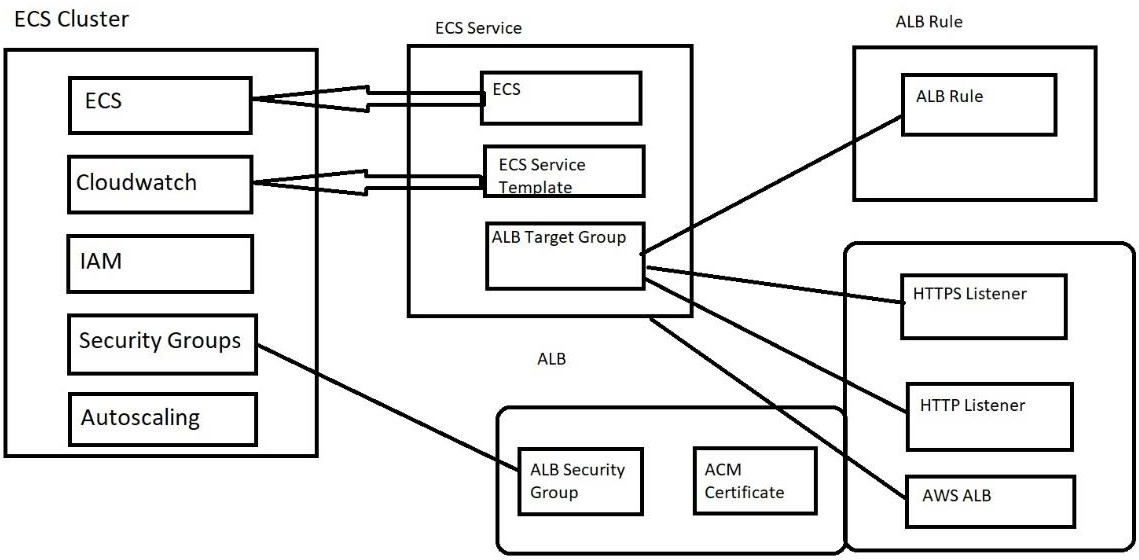 ECS Cluster
ECS
Cloudwatch
IAM
Security Groups
Autoscaling
ECS Service
ECS
ECS Service
Template
ALB Target Group
ALB Rule
ALB Rule
HTTPS Listener
HTTP Listener
AWS ALB
ALB
ALB Security
Group
ACM
Certificate